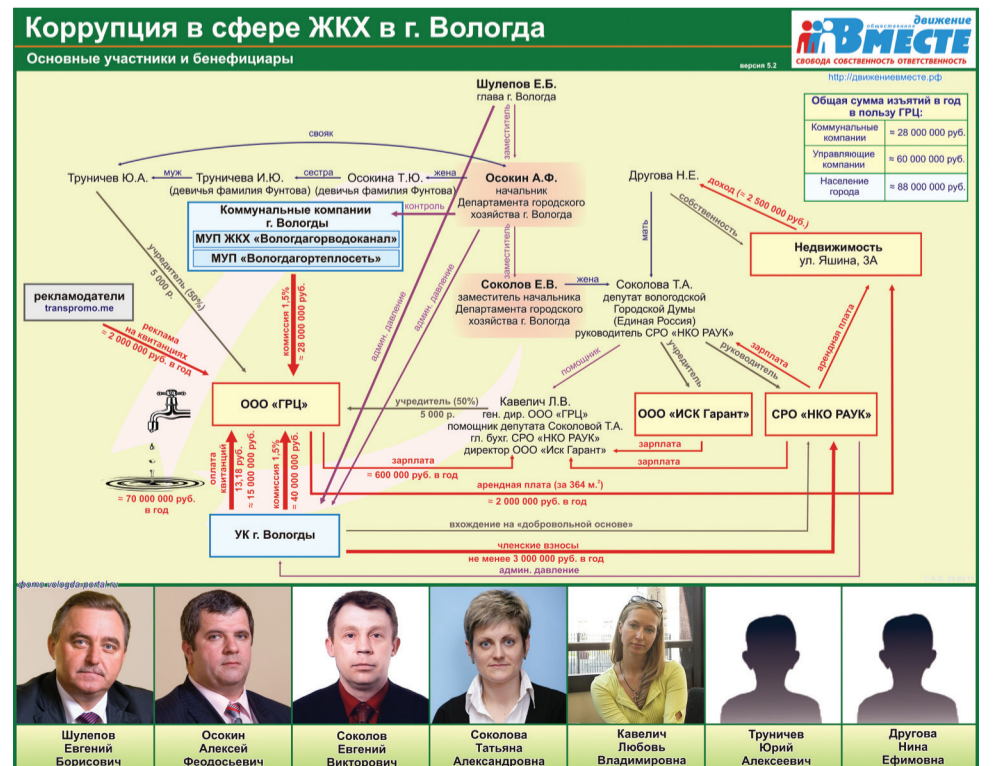 Коррупция в сфере ЖКХ в г. Вологда
Основные участники и бенефициары
версия 5.2
общественное движение
ВМЕСТЕ
СВОБОДА СОБСТВЕННОСТЬ ОТВЕТСТВЕННОСТЬ
http://движениевместе.рф
Общая сумма изъятий в год
в пользу ГРЦ:
Коммунальные
компании
≈ 28 000 000 руб.
Управляющие
компании
≈ 60 000 000 руб.
Население
города
≈ 88 000 000 руб.
Шулепов Е.Б.
глава г. Вологда
заместитель
свояк
Труничев Ю.А.
муж
Труничева И.Ю.
(девичья фамилия Фунтова)
сестра
Осокина Т.Ю.
(девичья фамилия Фунтова)
жена
Осокин А.Ф.
начальник
Департамента городского
хозяйства г. Вологда
контроль
Другова Н.Е.
доход (≈ 2 500 000 руб.)
собственность
мать
Недвижимость
ул. Яшина, 3А
Коммунальные компании
г. Вологды
МУП ЖКХ «Вологдагорводоканал»
МУП «Вологдагортеплосеть»
учредитель (50%)
5 000 р.
админ. давление
админ. давление
заместитель
Соколов Е.В.
заместитель начальника
Департамента городского
хозяйства г. Вологда
жена
Соколова Т.А.
депутат вологодской
Городской Думы
(Единая Россия)
руководитель СРО «НКО РАУК»
рекламодатели
transpromo.me
реклама
на квитанциях
≈ 2 000 000 руб. в год
комиссия 1,5%
≈ 28 000 000 руб.
помощник
учредитель
руководитель
зарплата
арендная плата
ООО «ГРЦ»
учредитель (50%)
5 000 р.
Кавелич Л.В.
ген. дир. ООО «ГРЦ»
помощник депутата Соколовой Т.А.
гл. бухг. СРО «НКО РАУК»
директор ООО «Иск Гарант»
ООО «ИСК Гарант»
СРО «НКО РАУК»
зарплата
зарплата
зарплата
≈ 600 000 руб. в год
≈ 70 000 000 руб.
в год
оплата
квитанций
13,18 руб.
≈ 15 000 000 руб.
комиссия 1,5%
≈ 40 000 000 руб.
арендная плата (за 364 м.²)
≈ 2 000 000 руб. в год
УК г. Вологды
вхождение на «добровольной основе»
членские взносы
не менее 3 000 000 руб. в год
админ. давление
фото vologda-portal.ru
Шулепов
Евгений
Борисович
Осокин
Алексей
Феодосьевич
Соколов
Евгений
Викторович
Соколова
Татьяна
Александровна
Кавелич
Любовь
Владимировна
Труничев
Юрий
Алексеевич
Другова
Нина
Ефимовна